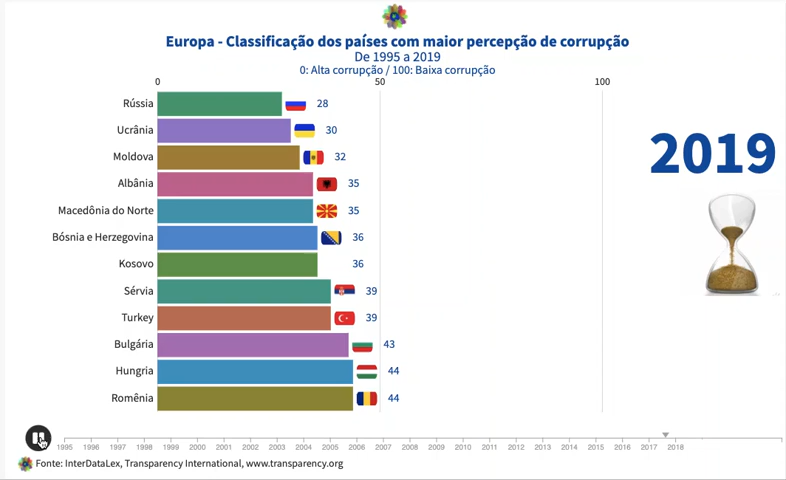 Europa - Classificação dos países com maior percepção de corrupção
De 1995 a 2019
0: Alta corrupção / 100: Baixa corrupção
0 50 100
Rússia 28
Ucrânia 30
Moldova 32
Albânia 35
Macedônia do Norte 35
Bósnia e Herzegovina 36
Kosovo 36
Sérvia 39
Turkey 39
Bulgária 43
Hungria 44
Romênia 44
2019
1995 1996 1997 1998 1999 2000 2001 2002 2003 2004 2005 2006 2007 2008 2009 2010 2011 2012 2013 2014 2015 2016 2017 2018
Fonte: InterDataLex, Transparency International, www.transparency.org